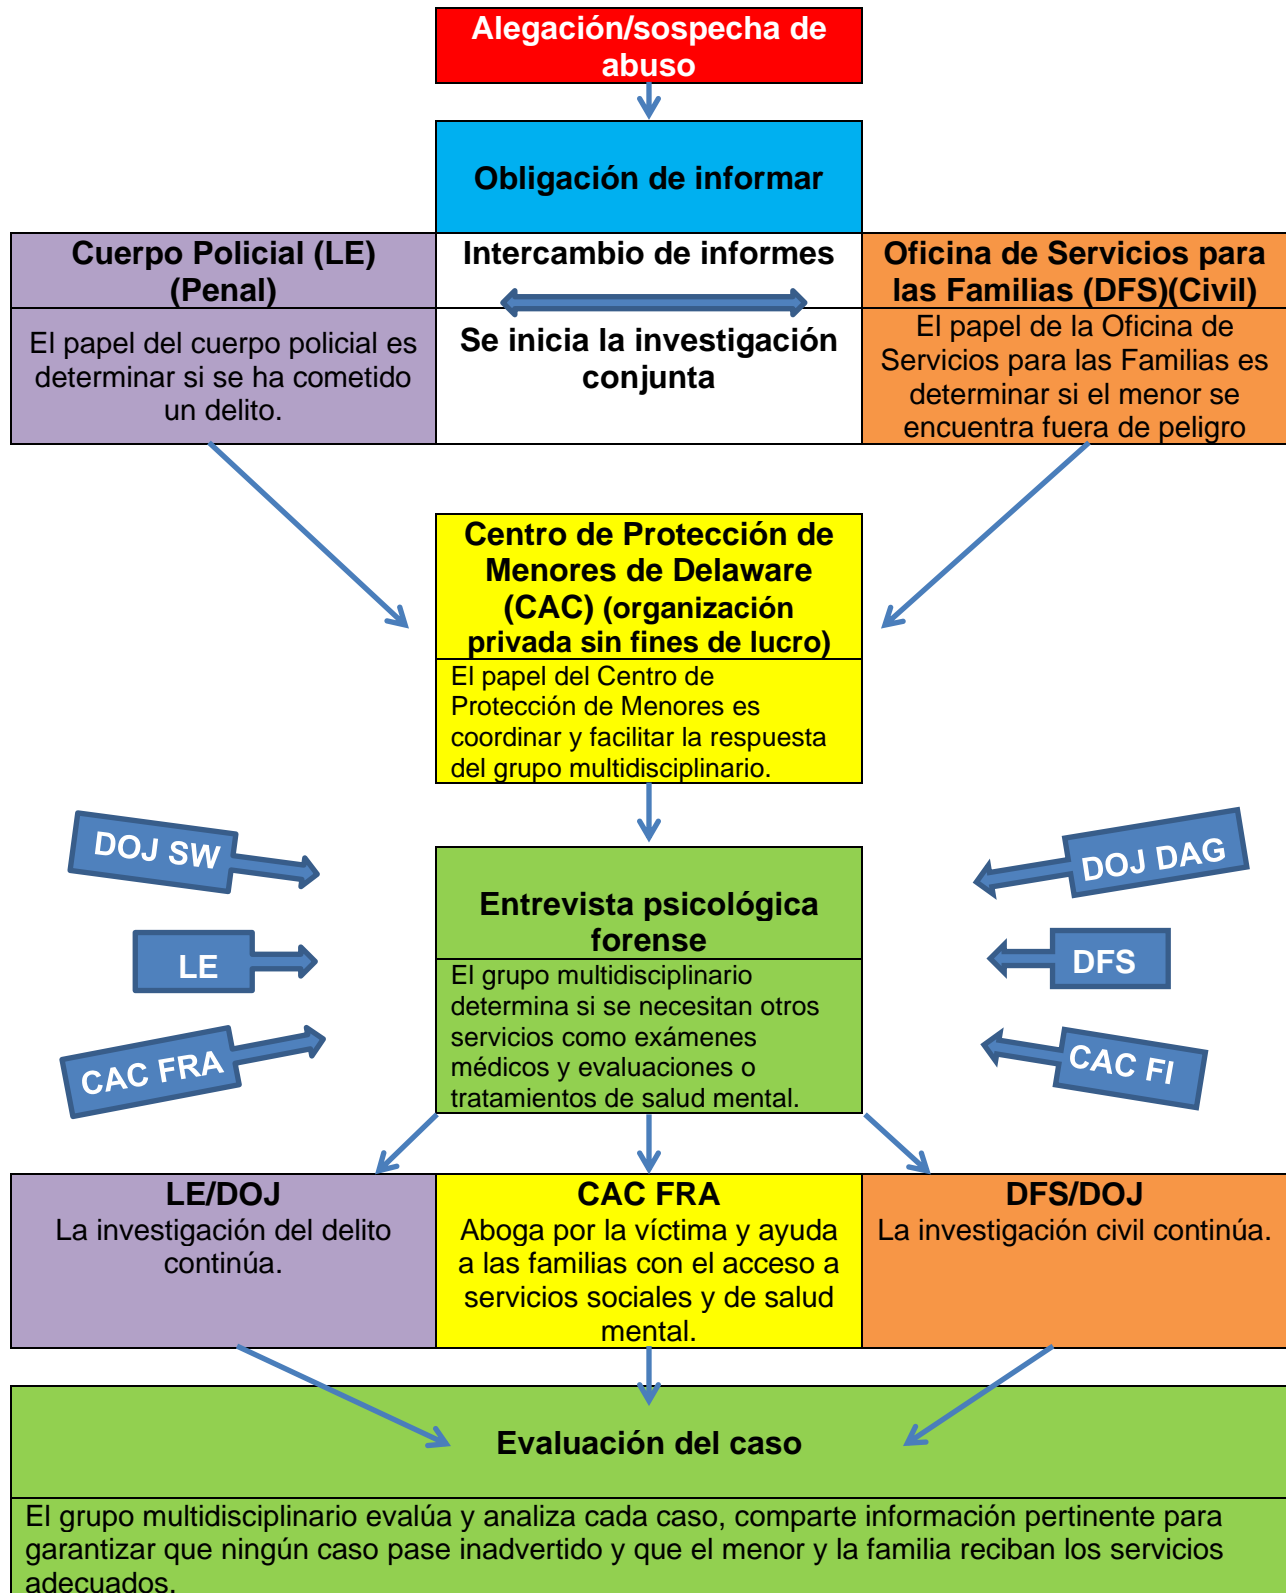 Alegación/sospecha de
abuso
Obligación de informar
Cuerpo Policial (LE)
(Penal)
Intercambio de informes
Oficina de Servicios para
las Familias (DFS)(Civil)
El papel del cuerpo policial es
determinar si se ha cometido
un delito.
Se inicia la investigación
conjunta
El papel de la Oficina de
Servicios para las Familias es
determinar si el menor se
encuentra fuera de peligro
Centro de Protección de
Menores de Delaware
(CAC) (organización
privada sin fines de lucro)
El papel del Centro de
Protección de Menores es
coordinar y facilitar la respuesta
del grupo multidisciplinario.
DOJ SW
LE
CAC FRA
Entrevista psicológica
forense
El grupo multidisciplinario
determina si se necesitan otros
servicios como exámenes
médicos y evaluaciones o
tratamientos de salud mental.
DOJ DAG
DFS
CAC FI
LE/DOJ
La investigación del delito
continúa.
CAC FRA
Aboga por la víctima y ayuda
a las familias con el acceso a
servicios sociales y de salud
mental.
DFS/DOJ
La investigación civil continúa.
Evaluación del caso
El grupo multidisciplinario evalúa y analiza cada caso, comparte información pertinente para
garantizar que ningún caso pase inadvertido y que el menor y la familia reciban los servicios
adecuados.